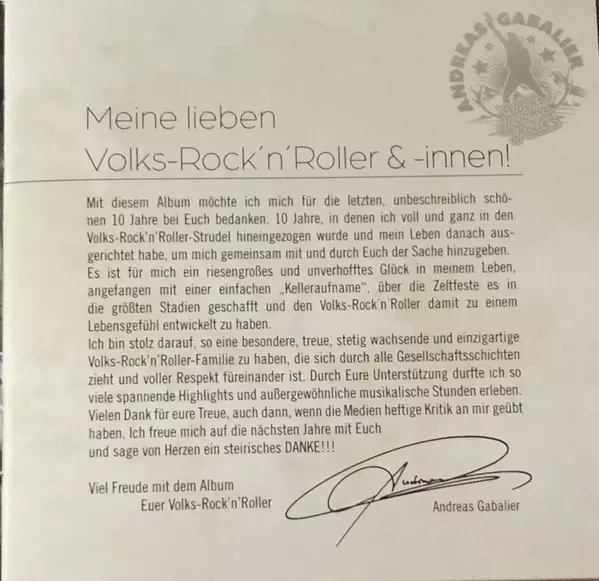 ANDREAS GABALIER
Meine lieben
Volks-Rock´n´Roller & -innen!
Mit diesem Album möchte ich mich für die letzten, unbeschreiblich schö-
nen 10 Jahre bei Euch bedanken. 10 Jahre, in denen ich voll und ganz in den
Volks-Rock'n'Roller-Strudel hineingezogen wurde und mein Leben danach aus-
gerichtet habe, um mich gemeinsam mit und durch Euch der Sache hinzugeben.
Es ist für mich ein riesengroßes und unverhofftes Glück in meinem Leben,
angefangen mit einer einfachen „Kelleraufname“, über die Zeltfeste es in
die größten Stadien geschafft und den Volks-Rock'n'Roller damit zu einem
Lebensgefühl entwickelt zu haben.
Ich bin stolz darauf, so eine besondere, treue, stetig wachsende und einzigartige
Volks-Rock'n'Roller-Familie zu haben, die sich durch alle Gesellschaftsschichten
zieht und voller Respekt füreinander ist. Durch Eure Unterstützung durfte ich so
viele spannende Highlights und außergewöhnliche musikalische Stunden erleben.
Vielen Dank für eure Treue, auch dann, wenn die Medien heftige Kritik an mir geübt
haben. Ich freue mich auf die nächsten Jahre mit Euch
und sage von Herzen ein steirisches DANKE!!!
Viel Freude mit dem Album
Euer Volks-Rock'n'Roller
Andreas Gabalier